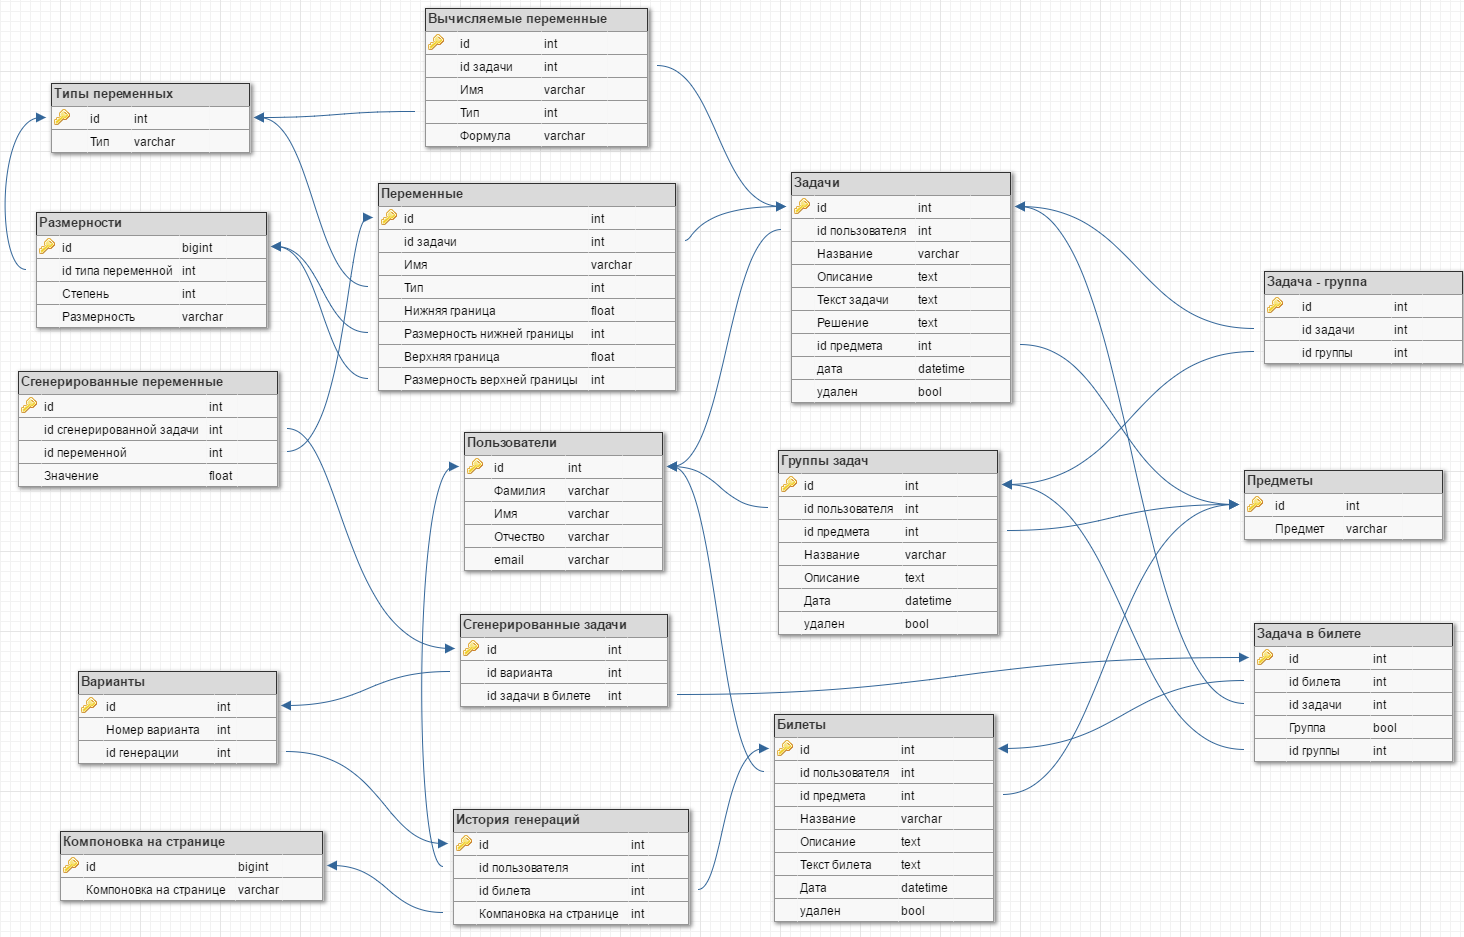 Вычисляемые переменные
id int
id задачи int
Имя varchar
Тип int
Формула varchar
Типы переменных
id int
Тип varchar
Размерности
id bigint
id типа переменной int
Степень int
Размерность varchar
Переменные
id int
id задачи int
Имя varchar
Тип int
Нижняя граница float
Размерность нижней границы int
Верхняя граница float
Размерность верхней границы int
Задачи
id int
id пользователя int
Название varchar
Описание text
Текст задачи text
Решение text
id предмета int
дата datetime
удален bool
Задача - группа
id int
id задачи int
id группы int
Сгенерированные переменные
id int
id сгенерированной задачи int
id переменной int
Значение float
Пользователи
id int
Фамилия varchar
Имя varchar
Отчество varchar
email varchar
Группы задач
id int
id пользователя int
id предмета int
Название varchar
Описание text
Дата datetime
удален bool
Предметы
id int
Предмет varchar
Сгенерированные задачи
id int
id варианта int
id задачи в билете int
Задача в билете
id int
id билета int
id задачи int
Группа bool
id группы int
Варианты
id int
Номер варианта int
id генерации int
Билеты
id int
id пользователя int
id предмета int
Название varchar
Описание text
Текст билета text
Дата datetime
удален bool
История генераций
id int
id пользователя int
id билета int
Компановка на странице int
Компоновка на странице
id bigint
Компоновка на странице varchar